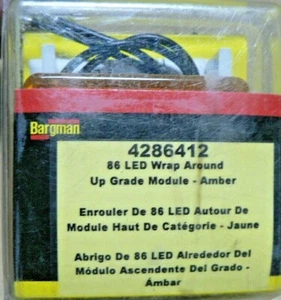 Bargman
4286412
86 LED Wrap Around
Up Grade Module - Amber
Enrouler De 86 LED Autour De
Module Haut De Catégorie - Jaune
Abrigo De 86 LED Alrededor Del
Módulo Ascendente Del Grado -
Ámbar